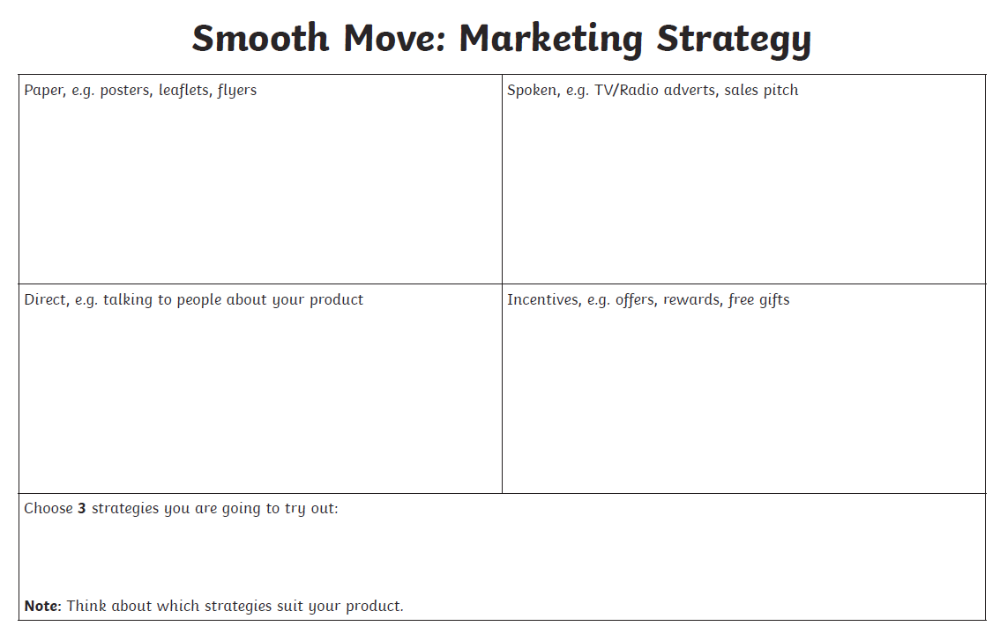 Smooth Move: Marketing Strategy
Paper, e.g. posters, leaflets, flyers
Spoken, e.g. TV/Radio adverts, sales pitch
Direct, e.g. talking to people about your product
Incentives, e.g. offers, rewards, free gifts
Choose 3 strategies you are going to try out:
Note: Think about which strategies suit your product.